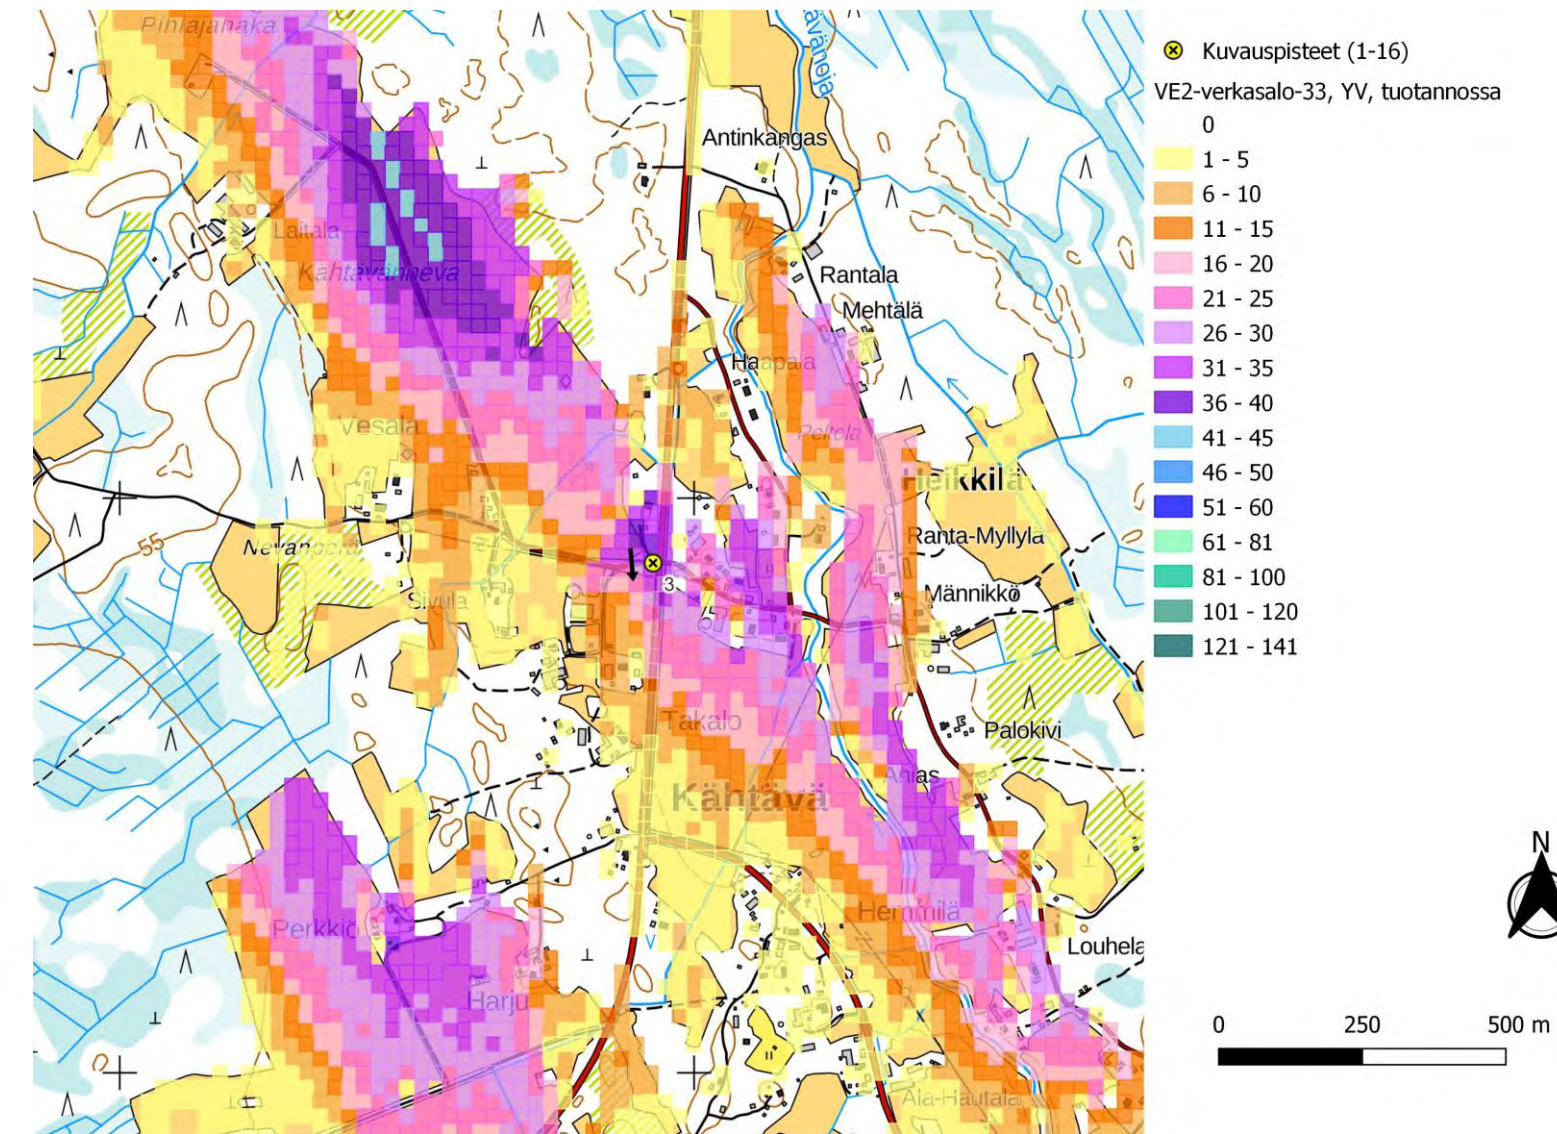 Pihlajahaka
ävänoja
Antinkangas
Laitala
Kähtävänneva
Rantala
Mehtälä
Haapala
Vesala
Peltola
Heikkilä
Nevanperä
55
Ranta-Myllylä
3
Männikkö
Sivula
Takalo
Palokivi
Ahlas
Kähtävä
Perkkiö
Hemmilä
Louhela
Harju
Ala-Hautala
Kuvauspisteet (1-16)
VE2-verkasalo-33, YV, tuotannossa
0
1 - 5
6 - 10
11 - 15
16 - 20
21 - 25
26 - 30
31 - 35
36 - 40
41 - 45
46 - 50
51 - 60
61 - 81
81 - 100
101 - 120
121 - 141
N
0 250 500 m